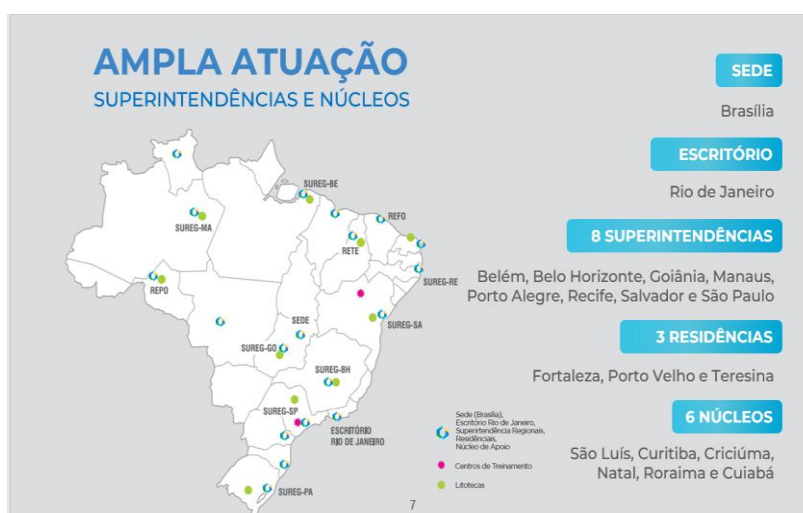 AMPLA ATUAÇÃO
SUPERINTENDÊNCIAS E NÚCLEOS
SUREG-BE
SUREG-MA
REFO
RETE
REPO
SUREG-RE
SEDE
SUREG-SA
SUREG-GO
SUREG-BH
SUREG-SP
ESCRITÓRIO
RIO DE JANEIRO
SUREG-PA
Sede (Brasília),
Escritório Rio de Janeiro,
Superintendência Regionais,
Residências,
Núcleo de Apoio
Centros de Treinamento
Litotecas
SEDE
Brasília
ESCRITÓRIO
Rio de Janeiro
8 SUPERINTENDÊNCIAS
Belém, Belo Horizonte, Goiânia, Manaus,
Porto Alegre, Recife, Salvador e São Paulo
3 RESIDÊNCIAS
Fortaleza, Porto Velho e Teresina
6 NÚCLEOS
São Luís, Curitiba, Criciúma,
Natal, Roraima e Cuiabá
7